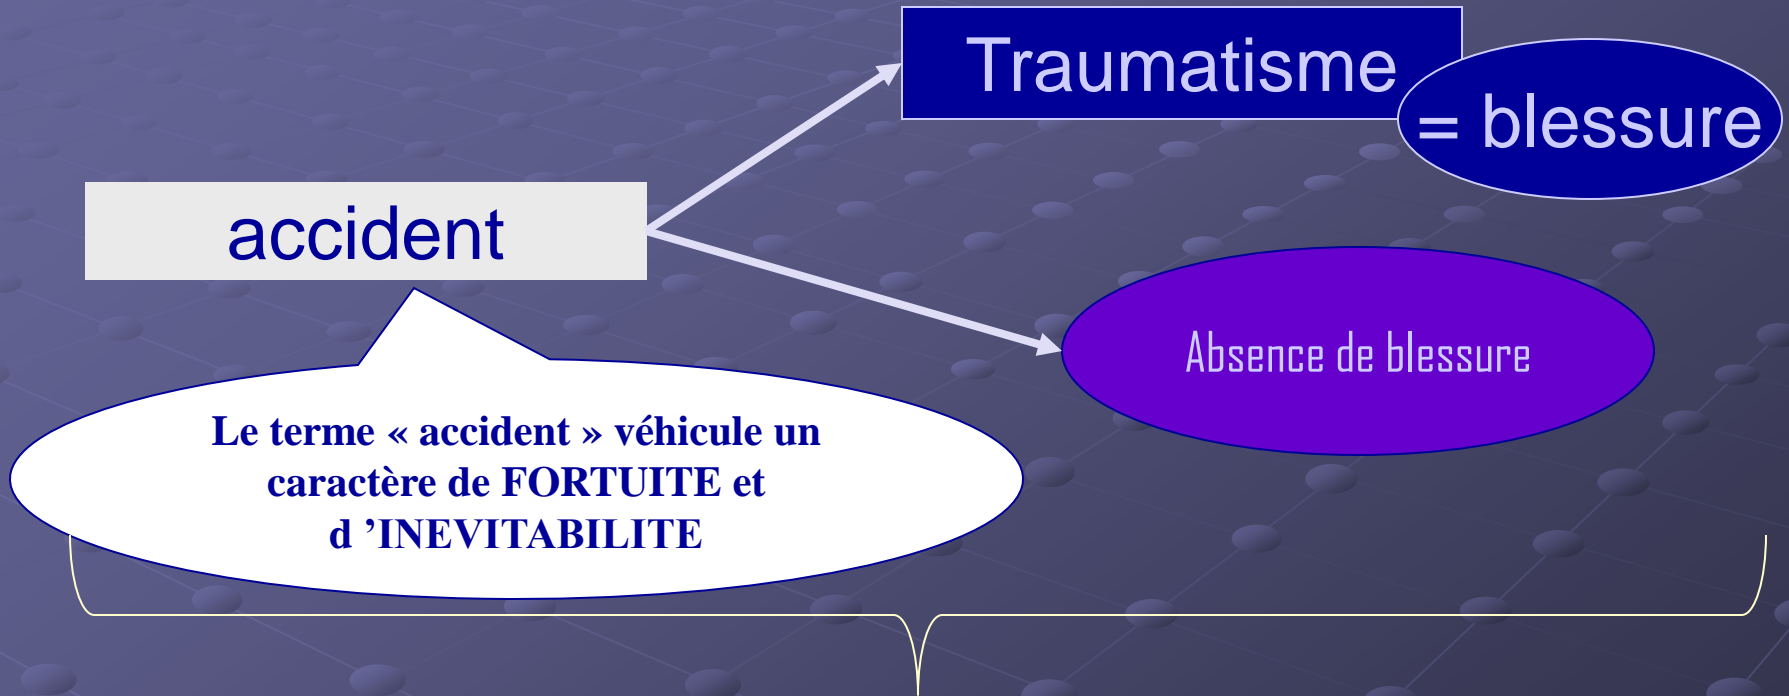 Traumatisme
= blessure
accident
Absence de blessure
Le terme « accident » véhicule un
caractère de FORTUITE et
d ’INEVITABILITE